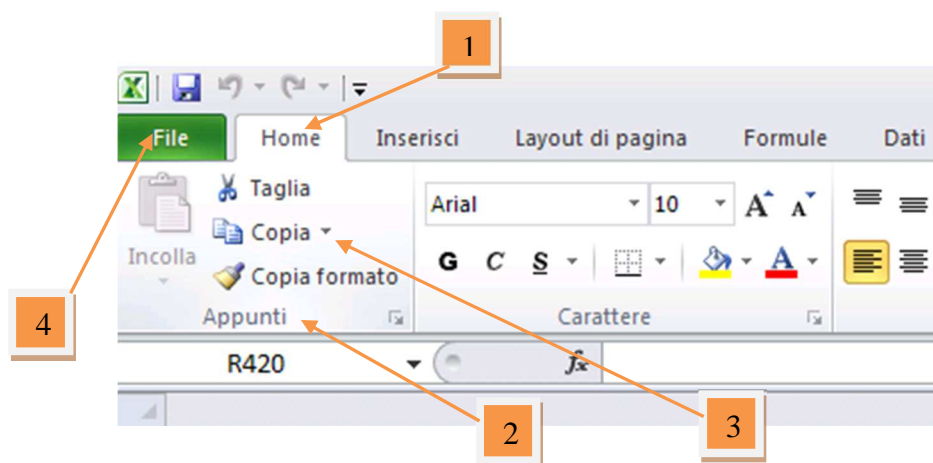 1
File Home Inserisci Layout di pagina Formule Dati
Taglia
Arial 10 A A
Copia
Incolla
G C S A
Copia formato
4
Appunti Carattere
R420 fx
2 3